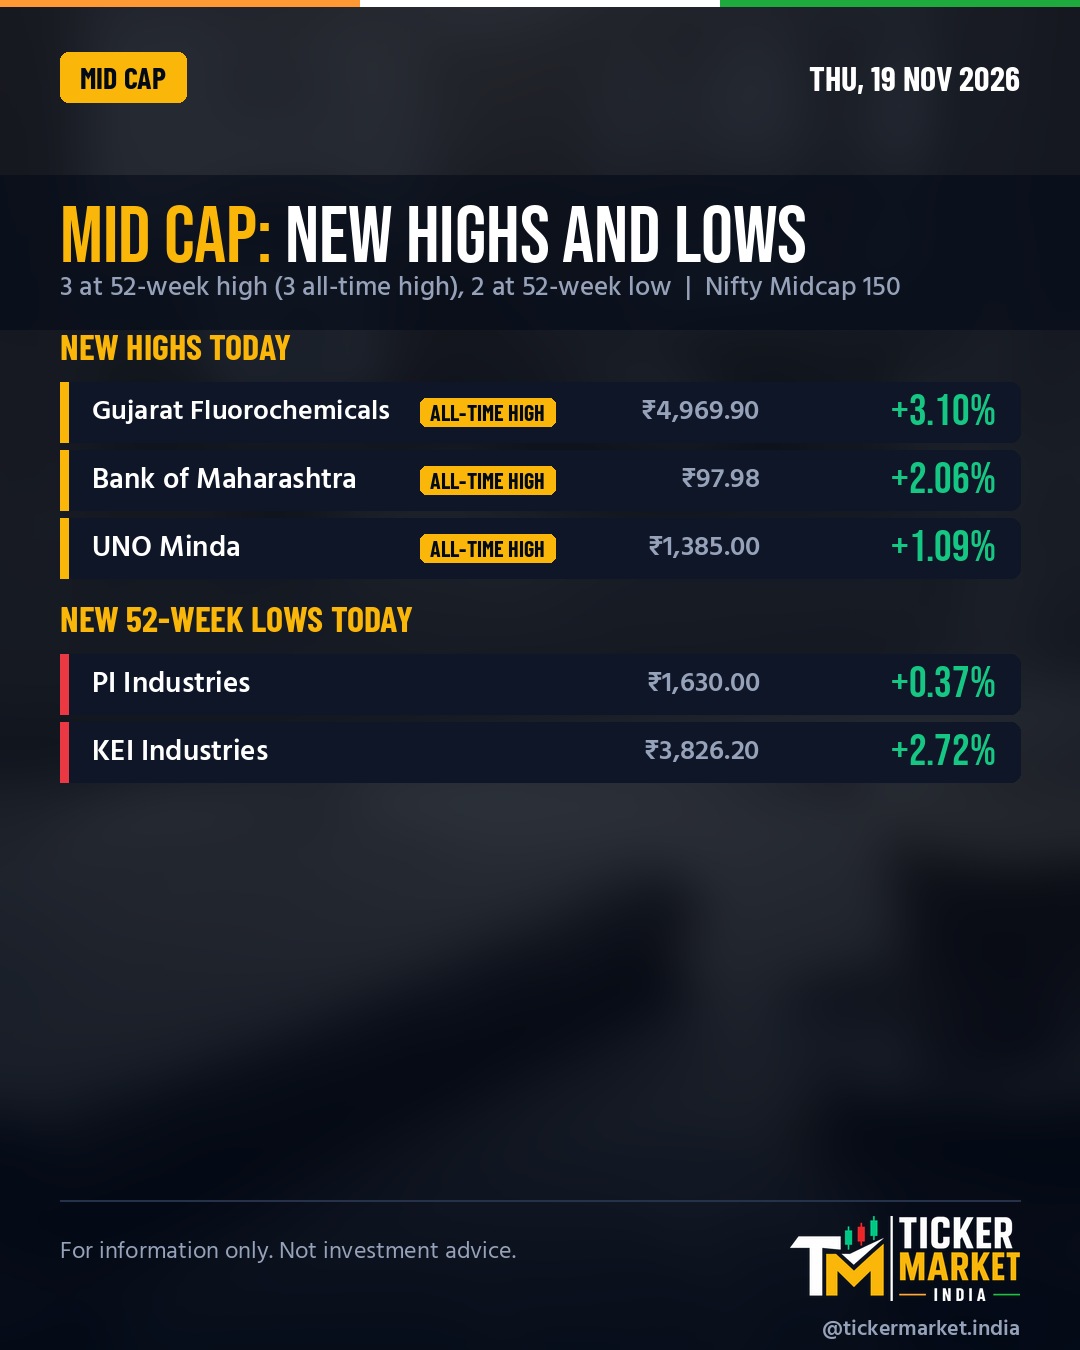 MID CAP
THU, 19 NOV 2026
MID CAP: NEW HIGHS AND LOWS
3 at 52-week high (3 all-time high), 2 at 52-week low | Nifty Midcap 150
NEW HIGHS TODAY
Gujarat Fluorochemicals ALL-TIME HIGH ₹4,969.90 +3.10%
Bank of Maharashtra ALL-TIME HIGH ₹97.98 +2.06%
UNO Minda ALL-TIME HIGH ₹1,385.00 +1.09%
NEW 52-WEEK LOWS TODAY
PI Industries ₹1,630.00 +0.37%
KEI Industries ₹3,826.20 +2.72%
For information only. Not investment advice.
TM TICKER
MARKET
INDIA
@tickermarket.india